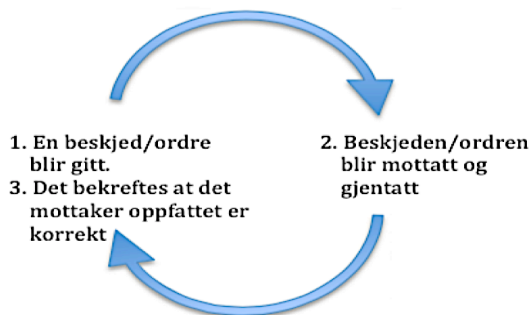 1. En beskjed/ordre
blir gitt.
3. Det bekreftes at det
mottaker oppfattet er
korrekt
2. Beskjeden/ordren
blir mottatt og
gjentatt